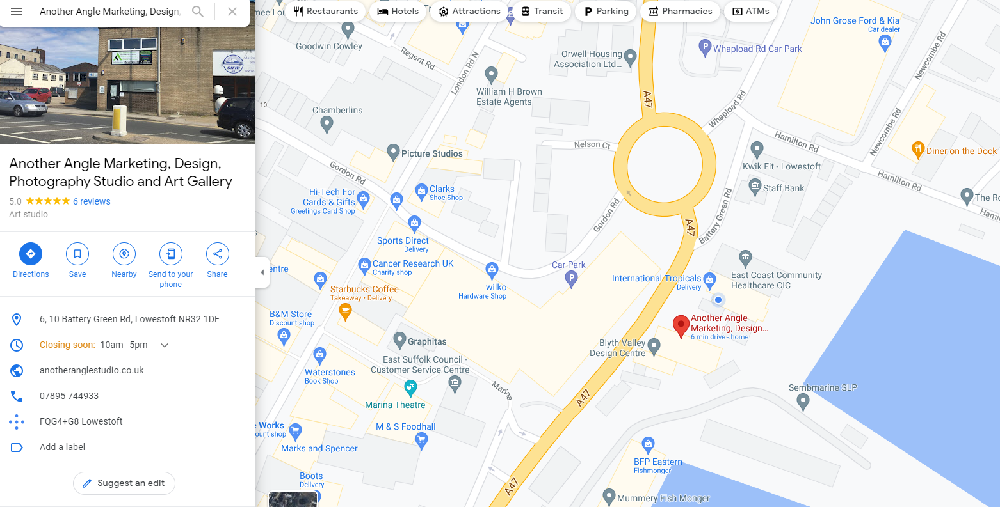 Another Angle Marketing, Design,
Restaurants
Hotels
Attractions
Transit
Parking
Pharmacies
ATMs
sirm
Another Angle Marketing, Design,
Photography Studio and Art Gallery
5.0
6 reviews
Art studio
Directions
Save
Nearby
Send to your
phone
Share
6, 10 Battery Green Rd, Lowestoft NR32 1DE
Closing soon: 10am–5pm
anotheranglestudio.co.uk
07895 744933
FQG4+G8 Lowestoft
Add a label
Suggest an edit
Goodwin Cowley
Regent Rd
London Rd N
Orwell Housing
Association Ltd...
Whapload Rd Car Park
John Grose Ford & Kia
Car dealer
Newcombe Rd
William H Brown
Estate Agents
A47
Whapload Rd
10
Chamberlins
Newcombe Rd
Hamilton Rd
Picture Studios
Nelson Ct
Diner on the Dock
Kwik Fit - Lowestoft
Gordon Rd
Hamilton Rd
Staff Bank
Hi-Tech For
Cards & Gifts
Greetings Card Shop
Clarks
Shoe Shop
The Ro
Hamil
Gordon Rd
A47
Battery Green Rd
Sports Direct
Delivery
Cancer Research UK
Charity shop
Car Park
entre
International Tropicals
Delivery
East Coast Community
Healthcare CIC
wilko
Hardware Shop
Starbucks Coffee
Takeaway • Delivery
B&M Store
Discount shop
Another Angle
Marketing, Design...
6 min drive - home
Graphitas
Blyth Valley
Design Centre
East Suffolk Council -
Customer Service Centre
Waterstones
Book Shop
Marina
Marina Theatre
A47
Sembmarine SLP
e Works
ount shop
M & S Foodhall
Marks and Spencer
BFP Eastern
Fishmonger
Boots
Delivery
A47
Mummery Fish Monger